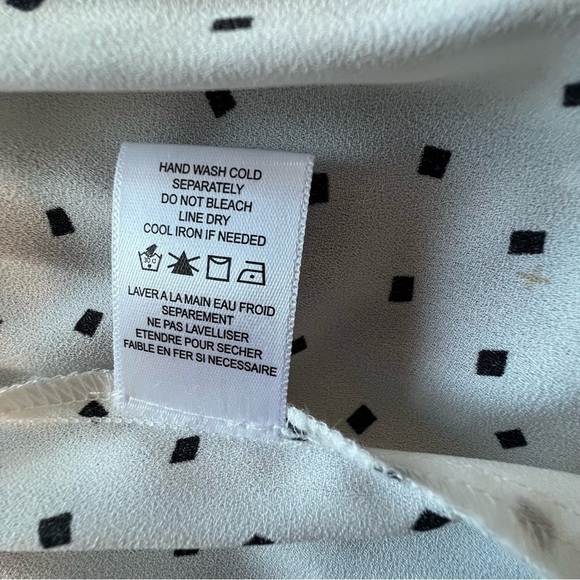 HAND WASH COLD
SEPARATELY
DO NOT BLEACH
LINE DRY
COOL IRON IF NEEDED
30 C
LAVER A LA MAIN EAU FROID
SEPAREMENT
NE PAS LAVELLISER
ETENDRE POUR SECHER
FAIBLE EN FER SI NECESSAIRE